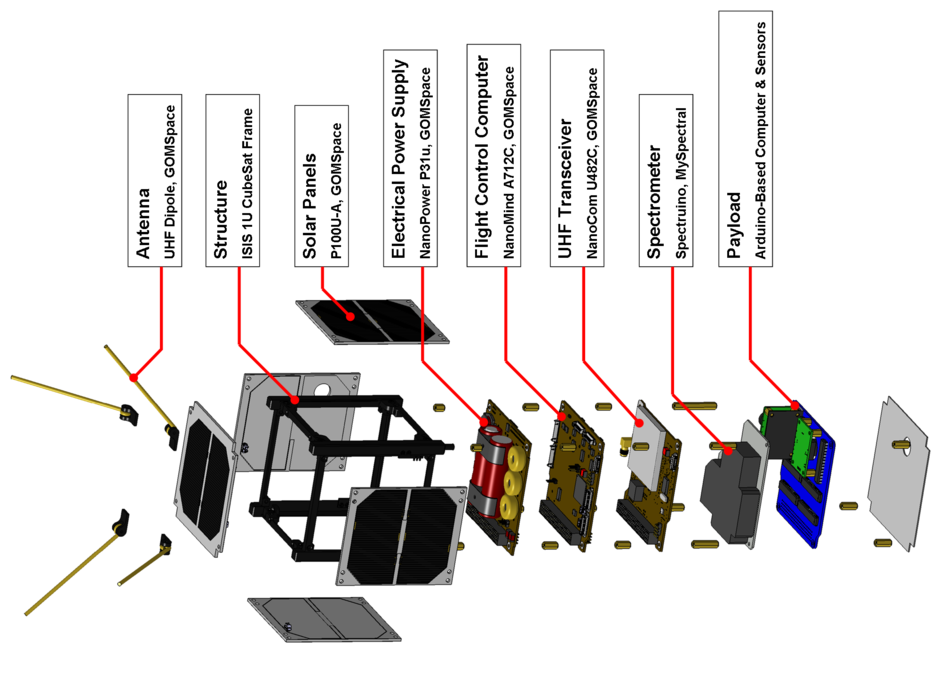 Antenna
UHF Dipole, GOMSpace
Structure
ISIS 1U CubeSat Frame
Solar Panels
P100U-A, GOMSpace
Electrical Power Supply
NanoPower P31u, GOMSpace
Flight Control Computer
NanoMind A712C, GOMSpace
UHF Transceiver
NanoCom U482C, GOMSpace
Spectrometer
Spectruino, MySpectral
Payload
Arduino-Based Computer & Sensors